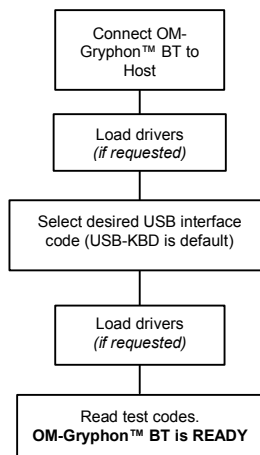 Connect OM-
Gryphon™ BT to
Host
Load drivers
(if requested)
Select desired USB interface
code (USB-KBD is default)
Load drivers
(if requested)
Read test codes.
OM-Gryphon™ BT is READY